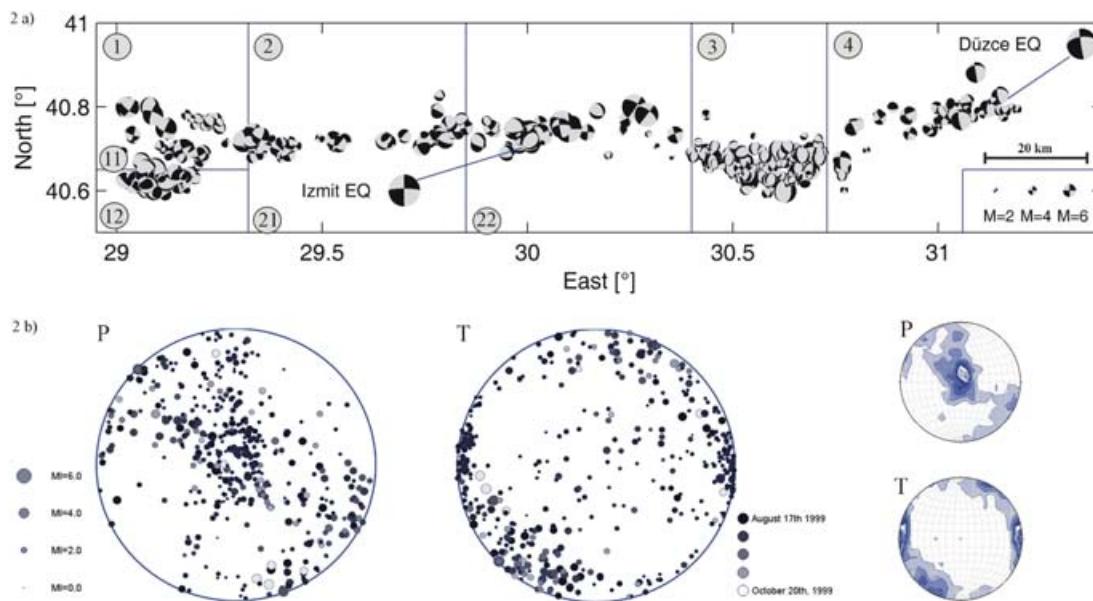 2 a)
41
40.8
40.6
North [°]
1
2
3
4
11
12
21
22
Izmit EQ
Düzce EQ
20 km
M=2 M=4 M=6
29
29.5
30
30.5
31
East [°]
2 b)
P
T
P
T
Ml=6.0
Ml=4.0
Ml=2.0
Ml=0.0
August 17th 1999
October 20th, 1999